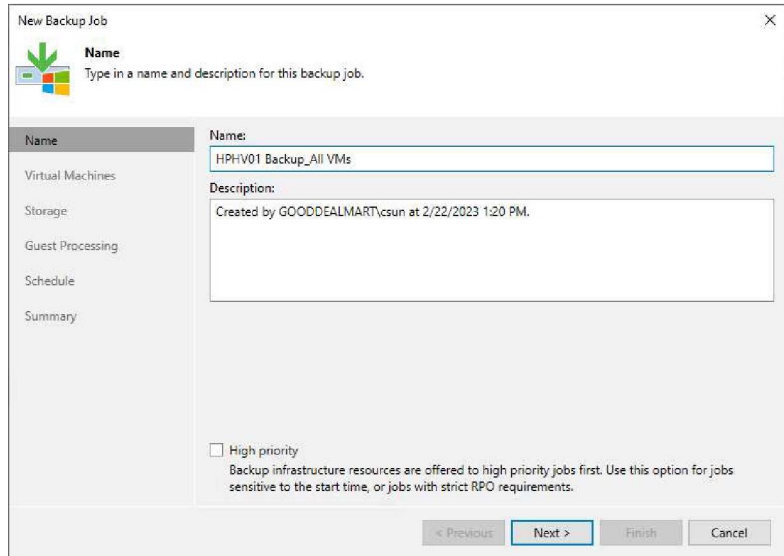 New Backup Job
Name
Type in a name and description for this backup job.
Name
Virtual Machines
Storage
Guest Processing
Schedule
Summary
Name:
HPHV01 Backup_All VMs
Description:
Created by GOODDEALMART\csun at 2/22/2023 1:20 PM.
High priority
Backup infrastructure resources are offered to high priority jobs first. Use this option for jobs
sensitive to the start time, or jobs with strict RPO requirements.
< Previous
Next >
Finish
Cancel